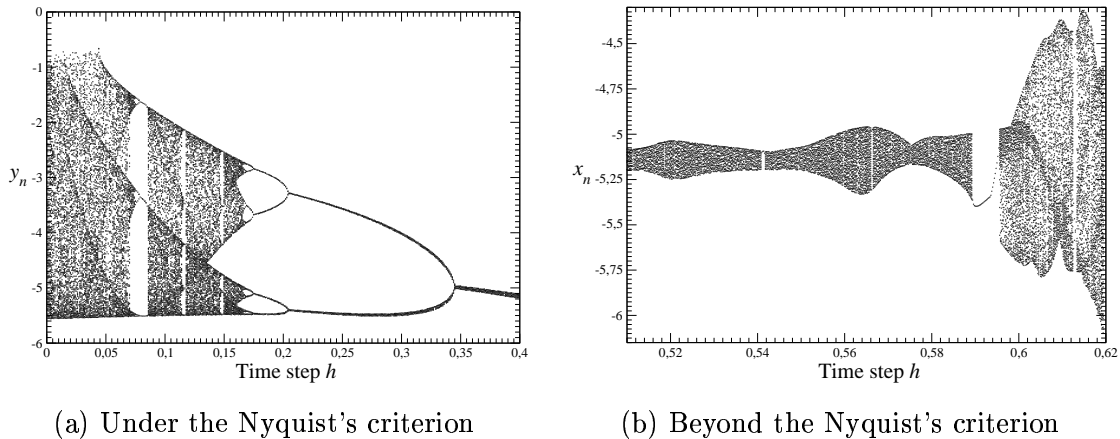 0
-1
-2
y_n -3
-4
-5
-6
0 0,05 0,1 0,15 0,2 0,25 0,3 0,35 0,4
Time step h
(a) Under the Nyquist's criterion
-4,5
-4,75
-5
x_n -5,25
-5,5
-5,75
-6
0,52 0,54 0,56 0,58 0,6 0,62
Time step h
(b) Beyond the Nyquist's criterion